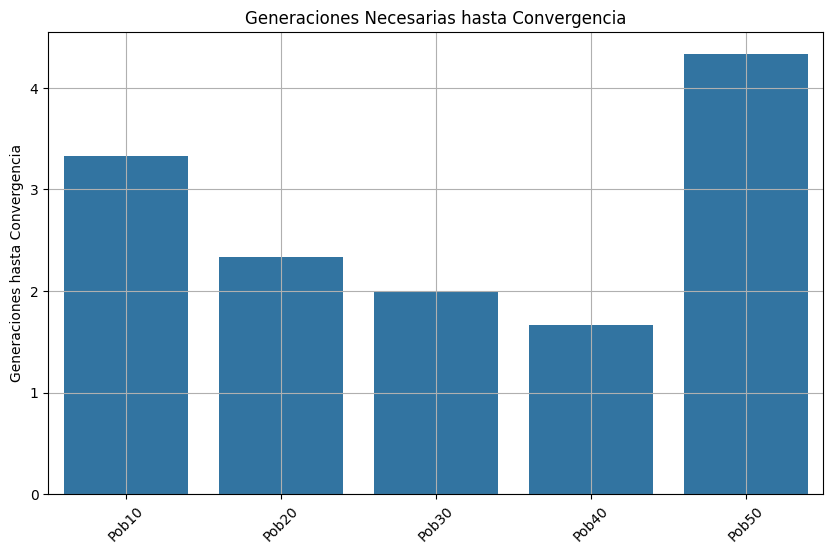 Generaciones Necesarias hasta Convergencia
Generaciones hasta Convergencia
4
3
2
1
0
Pob10
Pob20
Pob30
Pob40
Pob50